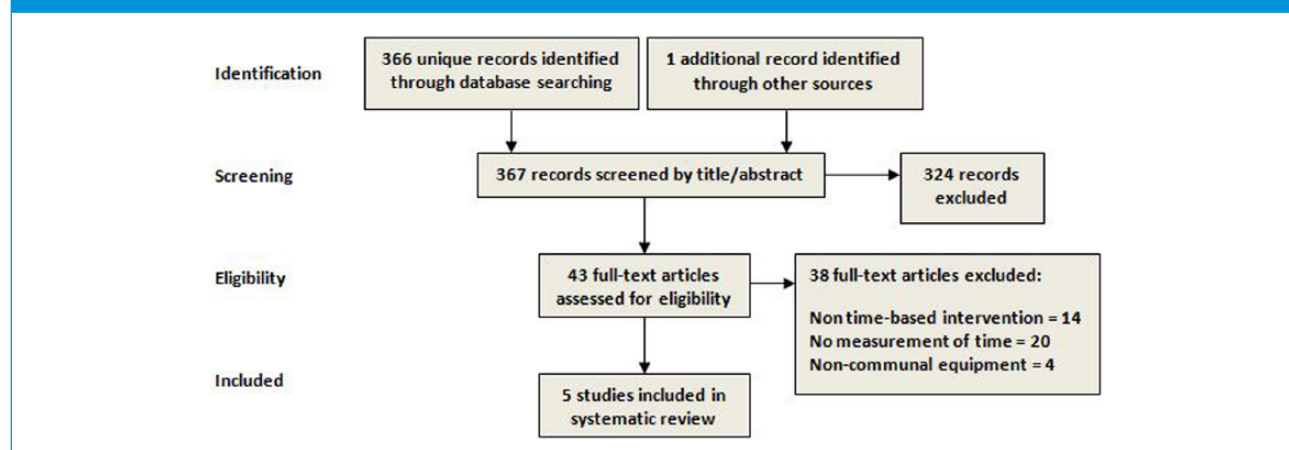 Identification
366 unique records identified
through database searching
1 additional record identified
through other sources
Screening
367 records screened by title/abstract
324 records
excluded
Eligibility
43 full-text articles
assessed for eligibility
38 full-text articles excluded:
Non time-based intervention = 14
No measurement of time = 20
Non-communal equipment = 4
Included
5 studies included in
systematic review